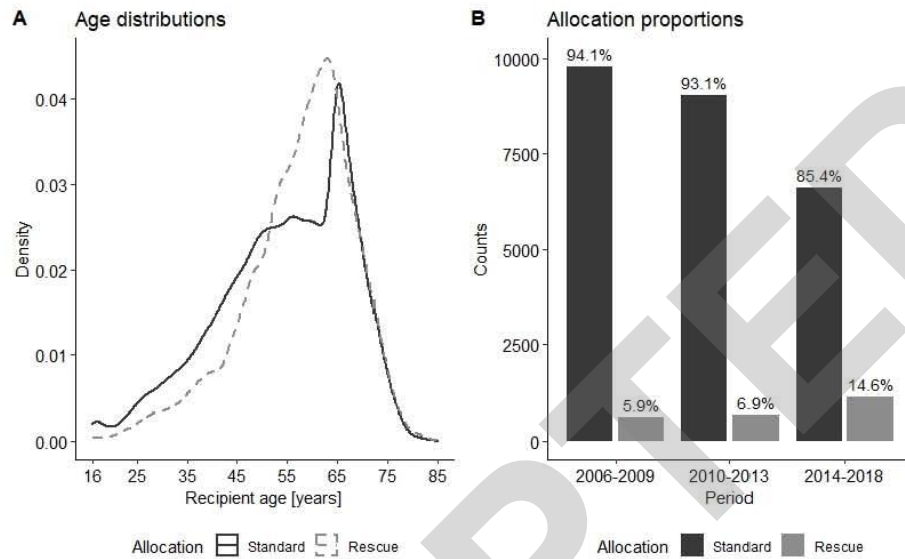 A Age distributions
0.04
0.03
0.02
0.01
0.00
Density
16 25 35 45 55 65 75 85
Recipient age [years]
Allocation Standard Rescue
B Allocation proportions
10000
7500
5000
2500
0
Counts
94.1%
93.1%
85.4%
5.9%
6.9%
14.6%
2006-2009 2010-2013 2014-2018
Period
Allocation Standard Rescue
PTED